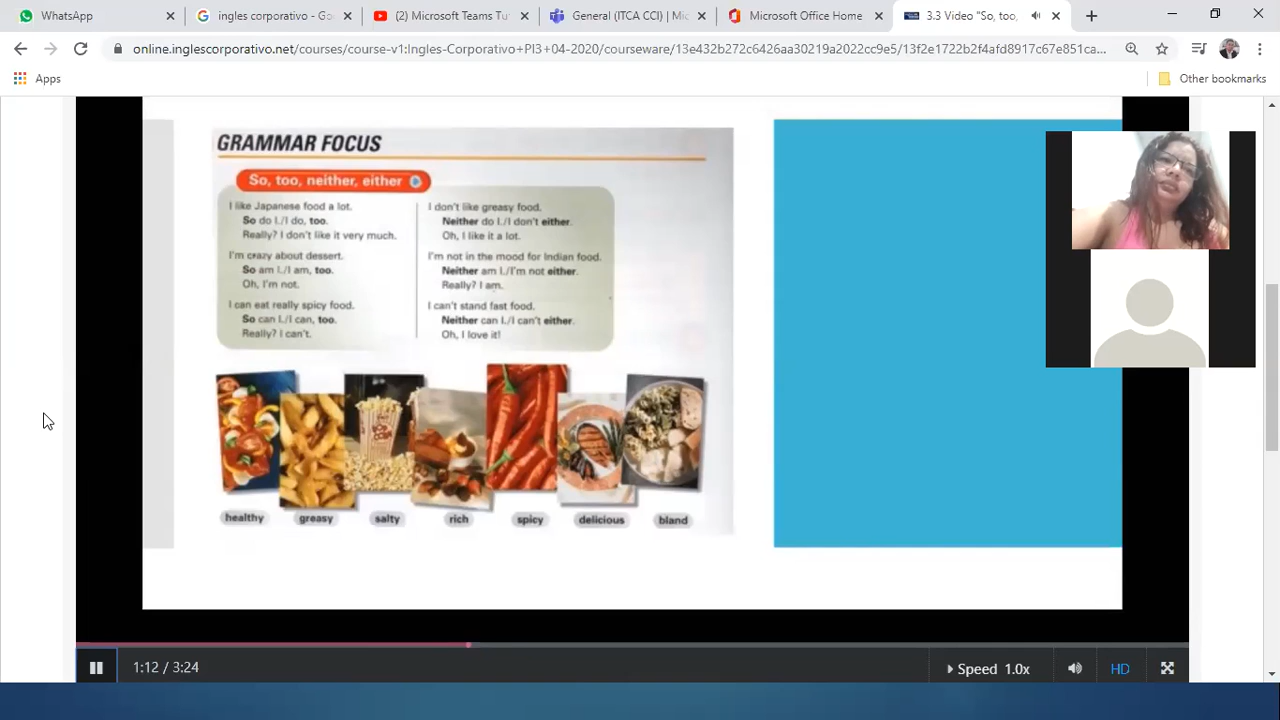 WhatsApp
ingles corporativo - Go
(2) Microsoft Teams Tu
General (ITCA CCI) | Mic
Microsoft Office Home
3.3 Video "So, too,
online.inglescorporativo.net/courses/course-v1:Ingles-Corporativo+PI3+04-2020/courseware/13e432b272c6426aa30219a2022cc9e5/13f2e1722b2f4afd8917c67e851ca...
Apps
Other bookmarks
GRAMMAR FOCUS
So, too, neither, either
I like Japanese food a lot.
So do I./I do, too.
Really? I don't like it very much.
I'm crazy about dessert.
So am I./I am, too.
Oh, I'm not.
I can eat really spicy food.
So can I./I can, too.
Really? I can't.
I don't like greasy food.
Neither do I./I don't either.
Oh, I like it a lot.
I'm not in the mood for Indian food.
Neither am I./I'm not either.
Really? I am.
I can't stand fast food.
Neither can I./I can't either.
Oh, I love it!
healthy
greasy
salty
rich
spicy
delicious
bland
1:12 / 3:24
Speed 1.0x
HD